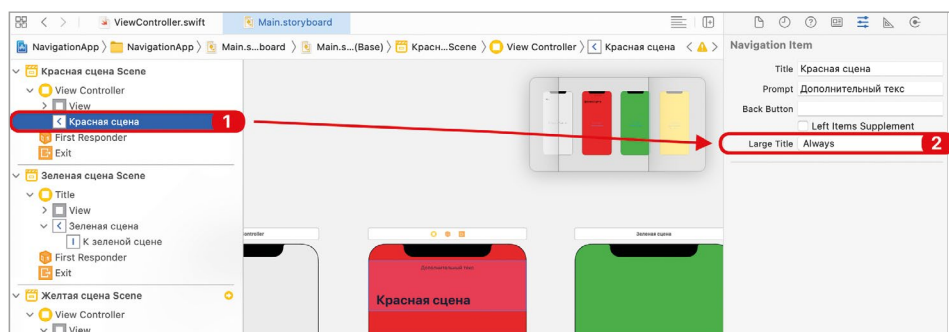 ViewController.swift
Main.storyboard
NavigationApp
NavigationApp
Main.s...board
Main.s...(Base)
Красн...Scene
View Controller
Красная сцена
Красная сцена Scene
View Controller
View
Красная сцена
1
First Responder
Exit
Зеленая сцена Scene
Title
View
Зеленая сцена
К зеленой сцене
First Responder
Exit
Желтая сцена Scene
View Controller
View
Зеленая сцена
Дополнительный текс
Красная сцена
Navigation Item
Title Красная сцена
Prompt Дополнительный текс
Back Button
Left Items Supplement
Large Title Always
2